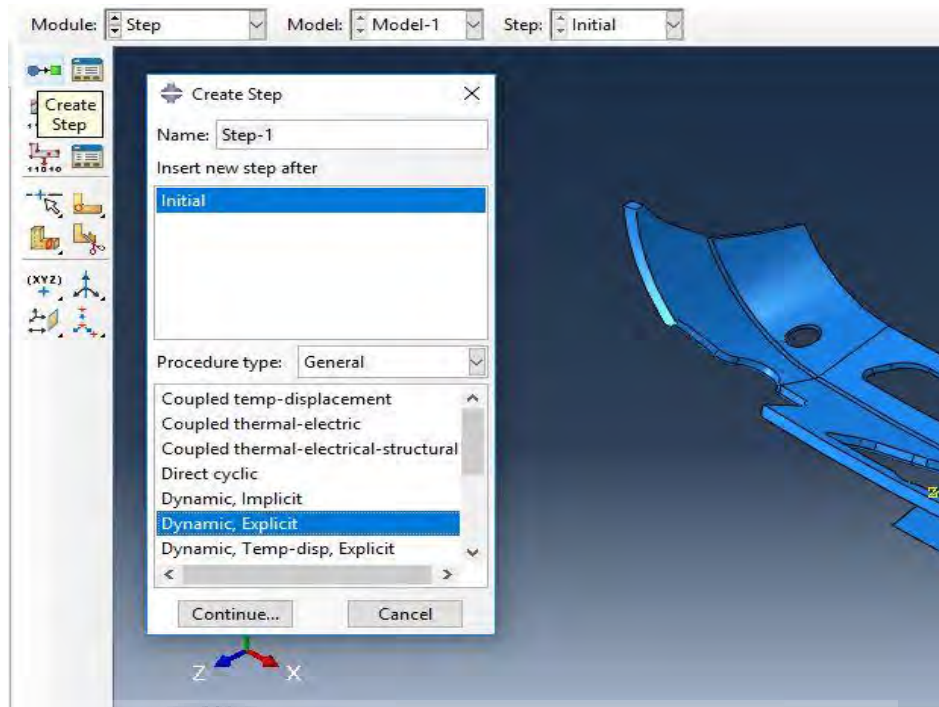 Module: Step Model: Model-1 Step: Initial
Create Step
Create
Step
Name: Step-1
11010
Insert new step after
Initial
(XYZ)
Procedure type: General
Coupled temp-displacement
Coupled thermal-electric
Coupled thermal-electrical-structural
Direct cyclic
Dynamic, Implicit
Dynamic, Explicit
Dynamic, Temp-disp, Explicit
Continue... Cancel
Z X
Z